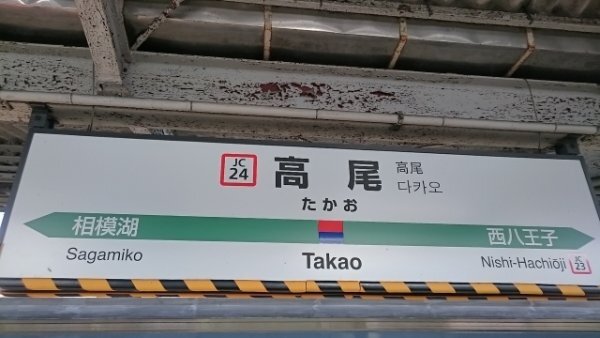 JC
24
高尾
高尾
다카오
たかお
相模湖
西八王子
Sagamiko
Takao
Nishi-Hachiōji
JC
23